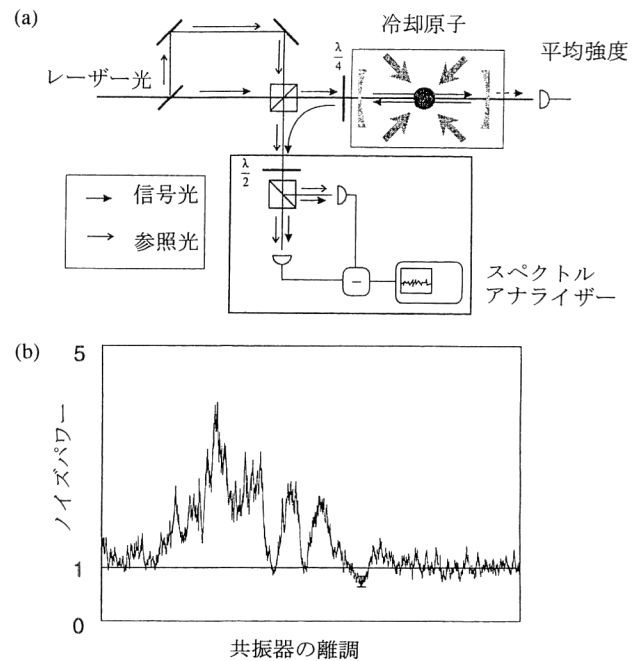 (a)
冷却原子
平均強度
レーザー光
λ/4
λ/2
信号光
参照光
スペクトル
アナライザー
(b)
5
ノイズパワー
1
0
共振器の離調